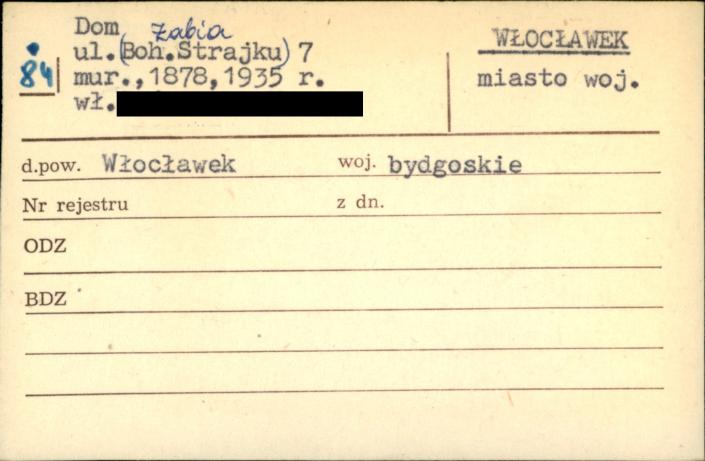 Dom Żabia
ul.(Boh.Strajku) 7
84 mur.,1878,1935 r.
wł.
WŁOCŁAWEK
miasto woj.
d.pow. Włocławek woj. bydgoskie
Nr rejestru z dn.
ODZ
BDZ